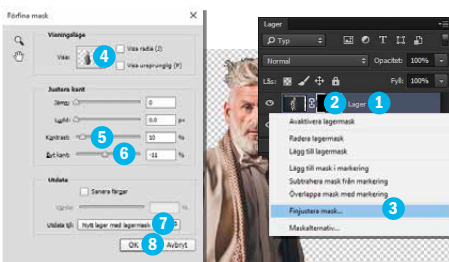 Förfina mask
Visningsläge
Visa: 4
Visa radie (J)
Visa ursprunglig (P)
Justera kant
Jämn: 0
Ludd: 0,0 px
Kontrast: 5 10 %
Flytt kant: 6 -11 %
Utdata
Sanera färger
%
Utdata till: Nytt lager med lagermask 7
OK 8 Avbryt
Lager
Typ
Normal Opacitet: 100%
Lås: Fyll: 100%
2 Lager 1
Avaktivera lagermask
Radera lagermask
Lägg till lagermask
Lägg till mask i markering
Subtrahera mask från markering
Överlappa mask med markering
Finjustera mask... 3
Maskalternativ...